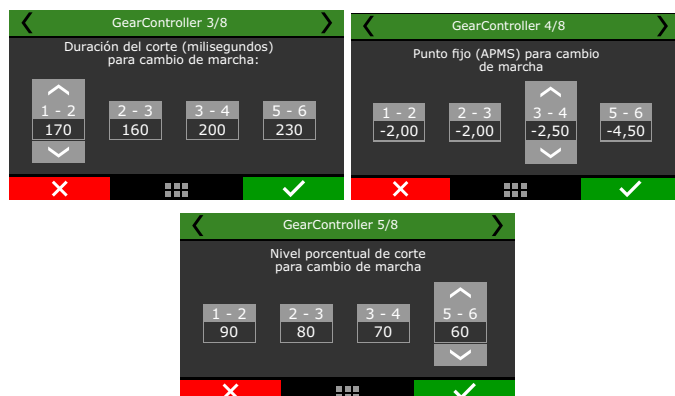 GearController 3/8
Duración del corte (milisegundos)
para cambio de marcha:
1 - 2 2 - 3 3 - 4 5 - 6
170 160 200 230
GearController 4/8
Punto fijo (APMS) para cambio
de marcha
1 - 2 2 - 3 3 - 4 5 - 6
-2,00 -2,00 -2,50 -4,50
GearController 5/8
Nivel porcentual de corte
para cambio de marcha
1 - 2 2 - 3 3 - 4 5 - 6
90 80 70 60